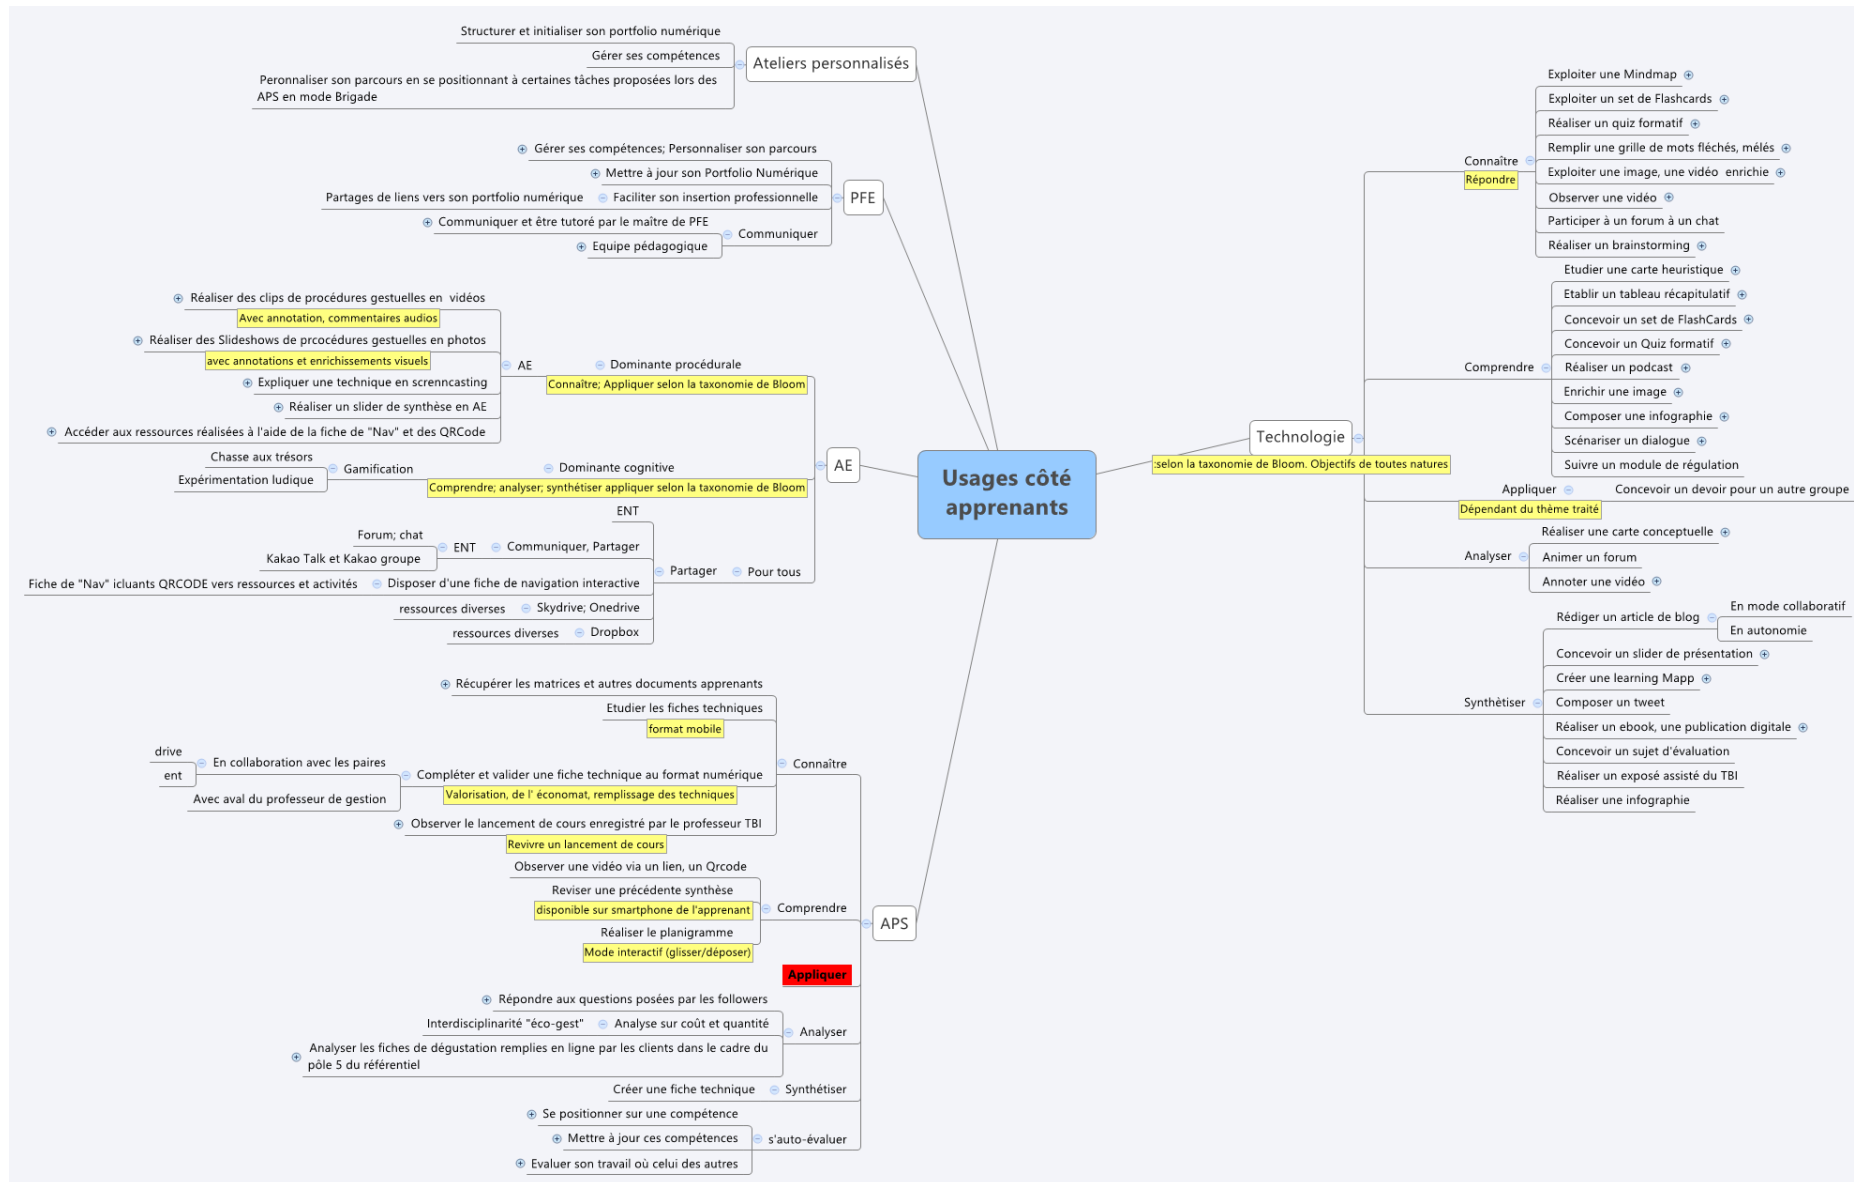 Usages côté
apprenants
Ateliers personnalisés
Structurer et initialiser son portfolio numérique
Gérer ses compétences
Peronnaliser son parcours en se positionnant à certaines tâches proposées lors des
APS en mode Brigade
PFE
Gérer ses compétences; Personnaliser son parcours
Mettre à jour son Portfolio Numérique
Faciliter son insertion professionnelle
Partages de liens vers son portfolio numérique
Communiquer
Communiquer et être tutoré par le maître de PFE
Equipe pédagogique
AE
Dominante procédurale
Connaître; Appliquer selon la taxonomie de Bloom
AE
Réaliser des clips de procédures gestuelles en  vidéos
Avec annotation, commentaires audios
Réaliser des Slideshows de prcocédures gestuelles en photos
avec annotations et enrichissements visuels
Expliquer une technique en screnncasting
Réaliser un slider de synthèse en AE
Accéder aux ressources réalisées à l'aide de la fiche de "Nav" et des QRCode
Dominante cognitive
Comprendre; analyser; synthétiser appliquer selon la taxonomie de Bloom
Gamification
Chasse aux trésors
Expérimentation ludique
Pour tous
Partager
ENT
Communiquer, Partager
ENT
Forum; chat
Kakao Talk et Kakao groupe
Disposer d'une fiche de navigation interactive
Fiche de "Nav" icluants QRCODE vers ressources et activités
Skydrive; Onedrive
ressources diverses
Dropbox
ressources diverses
APS
Connaître
Récupérer les matrices et autres documents apprenants
Etudier les fiches techniques
format mobile
Compléter et valider une fiche technique au format numérique
Valorisation, de l' économat, remplissage des techniques
En collaboration avec les paires
drive
ent
Avec aval du professeur de gestion
Observer le lancement de cours enregistré par le professeur TBI
Revivre un lancement de cours
Comprendre
Observer une vidéo via un lien, un Qrcode
Reviser une précédente synthèse
disponible sur smartphone de l'apprenant
Réaliser le planigramme
Mode interactif (glisser/déposer)
Appliquer
Analyser
Répondre aux questions posées par les followers
Analyse sur coût et quantité
Interdisciplinarité "éco-gest"
Analyser les fiches de dégustation remplies en ligne par les clients dans le cadre du
pôle 5 du référentiel
Synthétiser
Créer une fiche technique
s'auto-évaluer
Se positionner sur une compétence
Mettre à jour ces compétences
Evaluer son travail où celui des autres
Technologie
:selon la taxonomie de Bloom. Objectifs de toutes natures
Connaître
Répondre
Exploiter une Mindmap
Exploiter un set de Flashcards
Réaliser un quiz formatif
Remplir une grille de mots fléchés, mélés
Exploiter une image, une vidéo  enrichie
Observer une vidéo
Participer à un forum à un chat
Réaliser un brainstorming
Comprendre
Etudier une carte heuristique
Etablir un tableau récapitulatif
Concevoir un set de FlashCards
Concevoir un Quiz formatif
Réaliser un podcast
Enrichir une image
Composer une infographie
Scénariser un dialogue
Suivre un module de régulation
Appliquer
Dépendant du thème traité
Concevoir un devoir pour un autre groupe
Analyser
Réaliser une carte conceptuelle
Animer un forum
Annoter une vidéo
Synthètiser
Rédiger un article de blog
En mode collaboratif
En autonomie
Concevoir un slider de présentation
Créer une learning Mapp
Composer un tweet
Réaliser un ebook, une publication digitale
Concevoir un sujet d'évaluation
Réaliser un exposé assisté du TBI
Réaliser une infographie